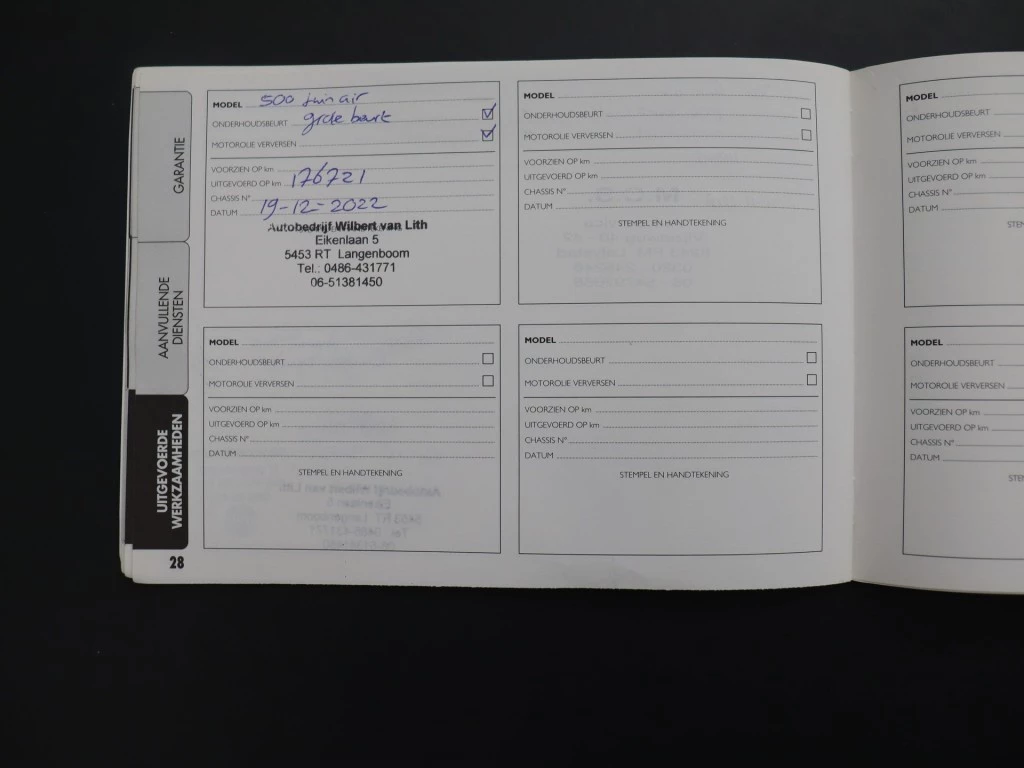 GARANTIE
AANVULLENDE
DIENSTEN
UITGEVOERDE
WERKZAAMHEDEN
28
MODEL 500 twin air
ONDERHOUDSBEURT grote beurt
MOTOROLIE VERVERSEN
VOORZIEN OP km
UITGEVOERD OP km 176721
CHASSIS N°
DATUM 19-12-2022
Autobedrijf Wilbert van Lith
Eikenlaan 5
5453 RT Langenboom
Tel.: 0486-431771
06-51381450
MODEL
ONDERHOUDSBEURT
MOTOROLIE VERVERSEN
VOORZIEN OP km
UITGEVOERD OP km
CHASSIS N°
DATUM
STEMPEL EN HANDTEKENING
MODEL
ONDERHOUDSBEURT
MOTOROLIE VERVERSEN
VOORZIEN OP km
UITGEVOERD OP km
CHASSIS N°
DATUM
STEMPEL EN HANDTEKENING
MODEL
ONDERHOUDSBEURT
MOTOROLIE VERVERSEN
VOORZIEN OP km
UITGEVOERD OP km
CHASSIS N°
DATUM
STEMPEL EN HANDTEKENING
MODEL
ONDERHOUDSBEURT
MOTOROLIE VERVERSEN
VOORZIEN OP km
UITGEVOERD OP km
CHASSIS N°
DATUM
MODEL
ONDERHOUDSBEURT
MOTOROLIE VERVERSEN
VOORZIEN OP km
UITGEVOERD OP km
CHASSIS N°
DATUM